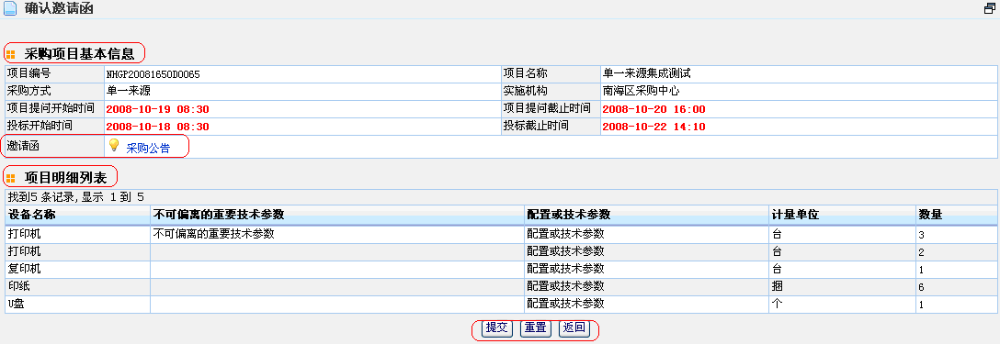 确认邀请函
采购项目基本信息
项目编号 NHGP20081650D0065 项目名称 单一来源集成测试
采购方式 单一来源 实施机构 南海区采购中心
项目提问开始时间 2008-10-19 08:30 项目提问截止时间 2008-10-20 16:00
投标开始时间 2008-10-18 08:30 投标截止时间 2008-10-22 14:10
邀请函 采购公告
项目明细列表
找到5 条记录, 显示 1 到 5
设备名称 不可偏离的重要技术参数 配置或技术参数 计量单位 数量
打印机 不可偏离的重要技术参数 配置或技术参数 台 3
打印机 配置或技术参数 台 2
复印机 配置或技术参数 台 1
印纸 配置或技术参数 捆 6
U盘 配置或技术参数 个 1
提交 重置 返回